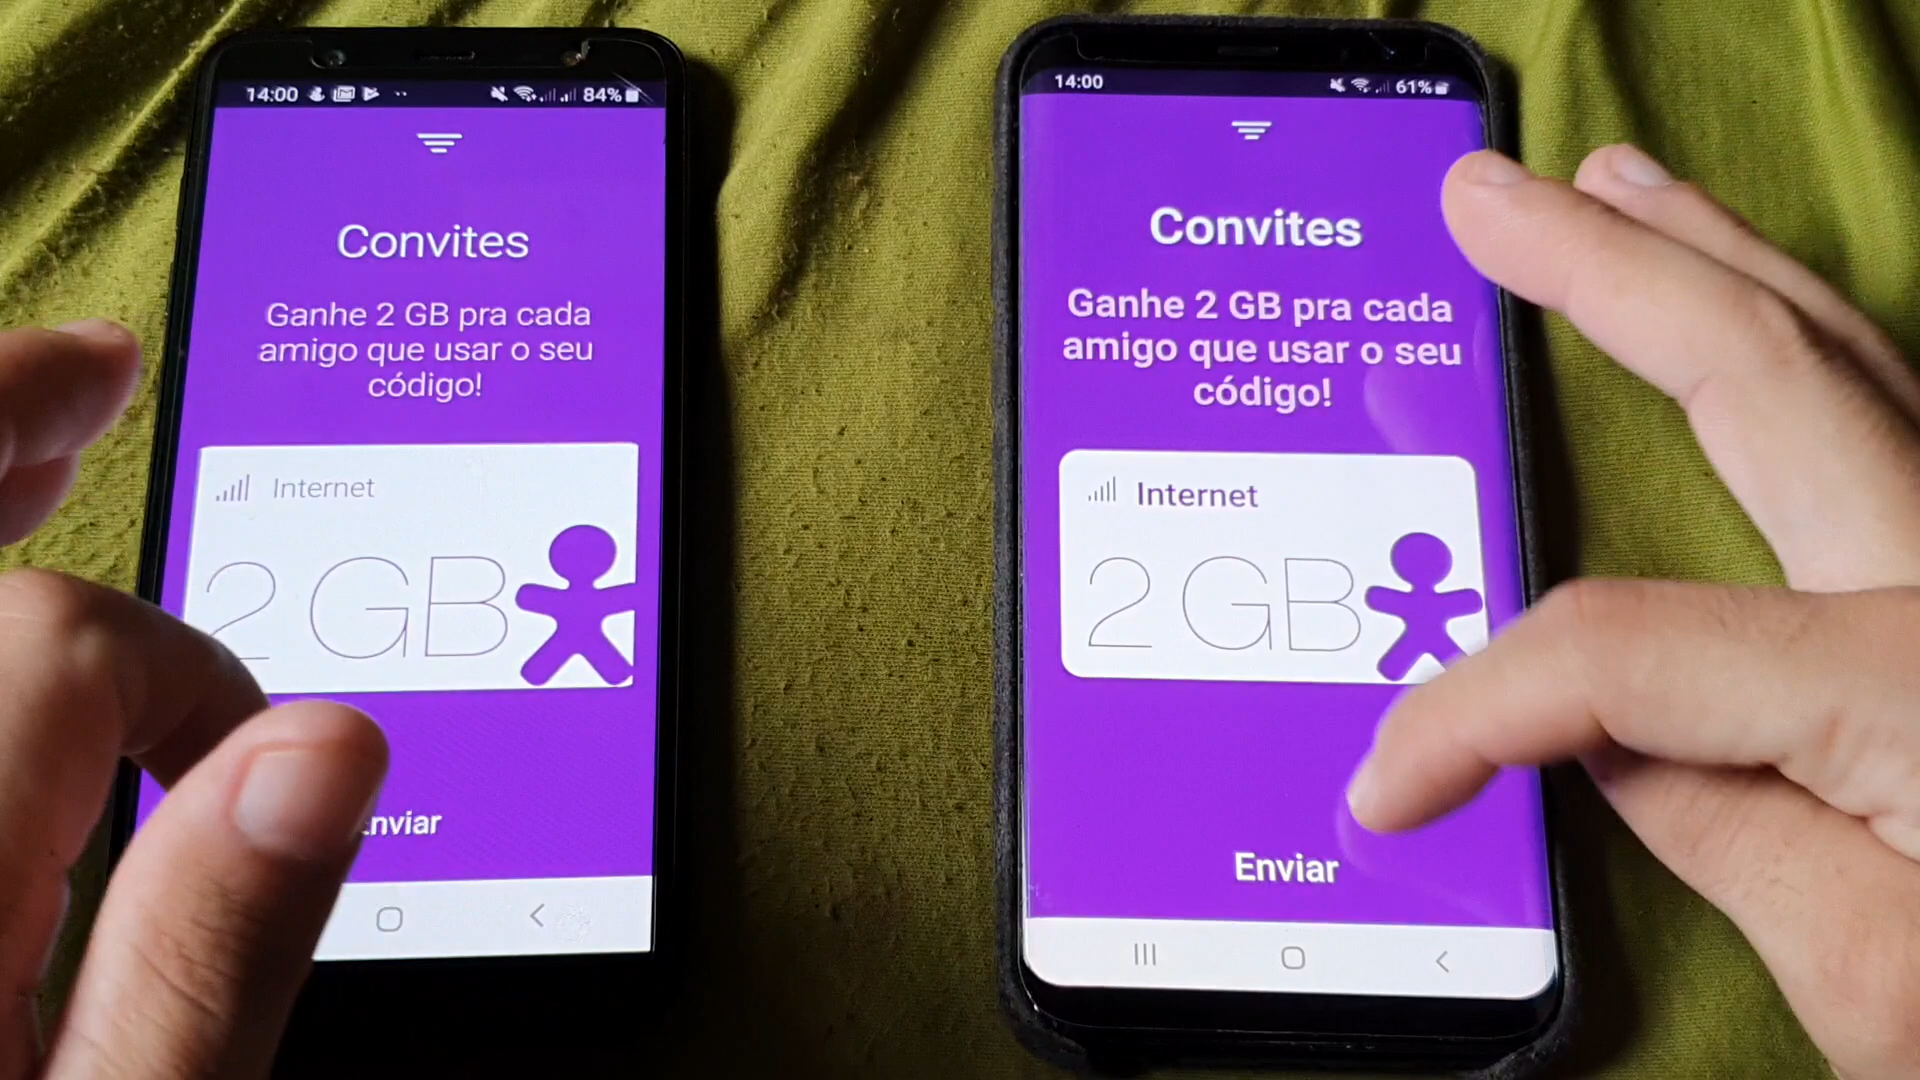 14:00
84%
Convites
Ganhe 2 GB pra cada
amigo que usar o seu
código!
Internet
2 GB
Enviar
14:00
61%
Convites
Ganhe 2 GB pra cada
amigo que usar o seu
código!
Internet
2 GB
Enviar